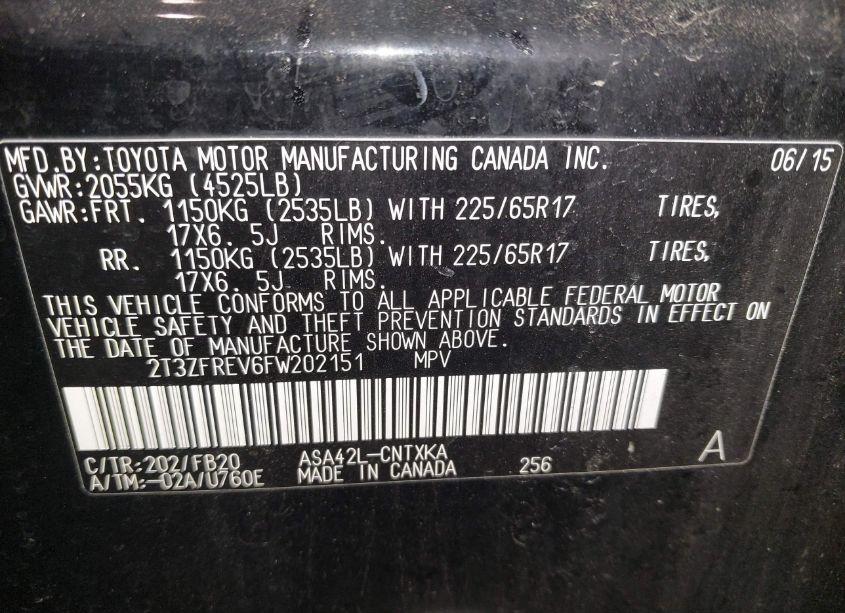 MFD.BY:TOYOTA MOTOR MANUFACTURING CANADA INC. 06/15
GVWR:2055KG (4525LB)
GAWR:FRT. 1150KG (2535LB) WITH 225/65R17 TIRES,
17X6. 5J RIMS.
RR. 1150KG (2535LB) WITH 225/65R17 TIRES,
17X6. 5J RIMS.
THIS VEHICLE CONFORMS TO ALL APPLICABLE FEDERAL MOTOR
VEHICLE SAFETY AND THEFT PREVENTION STANDARDS IN EFFECT ON
THE DATE OF MANUFACTURE SHOWN ABOVE.
2T3ZFREV6FW202151 MPV
C/TR:202/FB20 ASA42L-CNTXKA
A/TM:-02A/U760E MADE IN CANADA 256 A